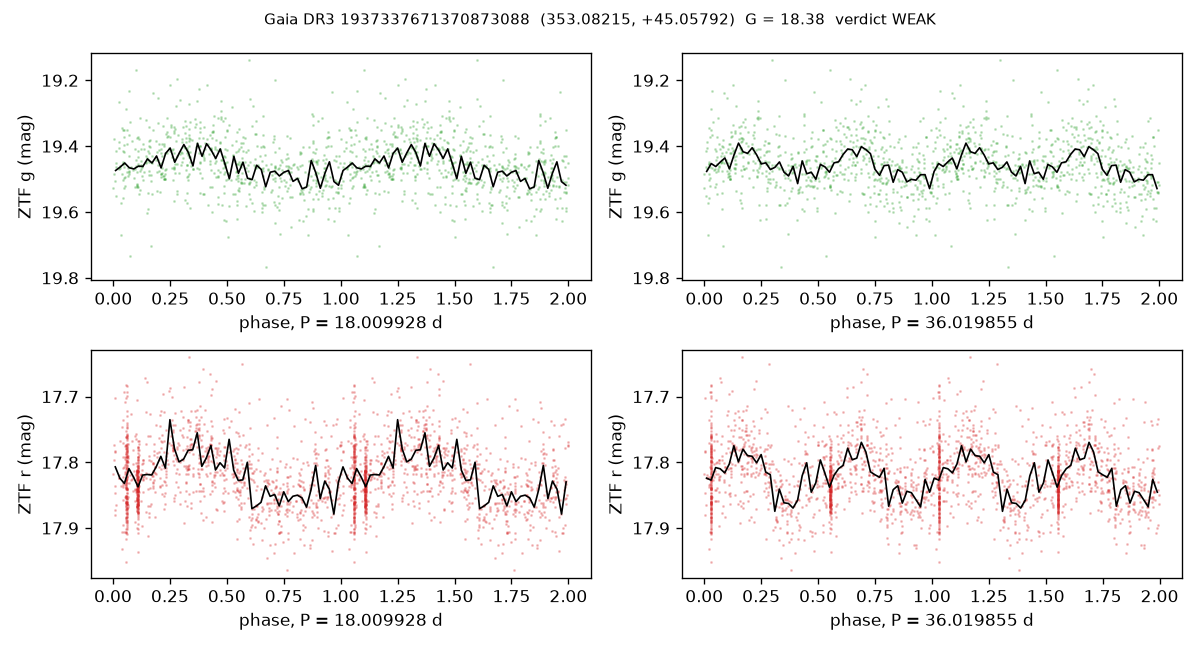 Gaia DR3 1937337671370873088 (353.08215, +45.05792) G = 18.38 verdict WEAK
ZTF g (mag)
19.2
19.4
19.6
19.8
0.00 0.25 0.50 0.75 1.00 1.25 1.50 1.75 2.00
phase, P = 18.009928 d
ZTF g (mag)
19.2
19.4
19.6
19.8
0.00 0.25 0.50 0.75 1.00 1.25 1.50 1.75 2.00
phase, P = 36.019855 d
ZTF r (mag)
17.7
17.8
17.9
0.00 0.25 0.50 0.75 1.00 1.25 1.50 1.75 2.00
phase, P = 18.009928 d
ZTF r (mag)
17.7
17.8
17.9
0.00 0.25 0.50 0.75 1.00 1.25 1.50 1.75 2.00
phase, P = 36.019855 d